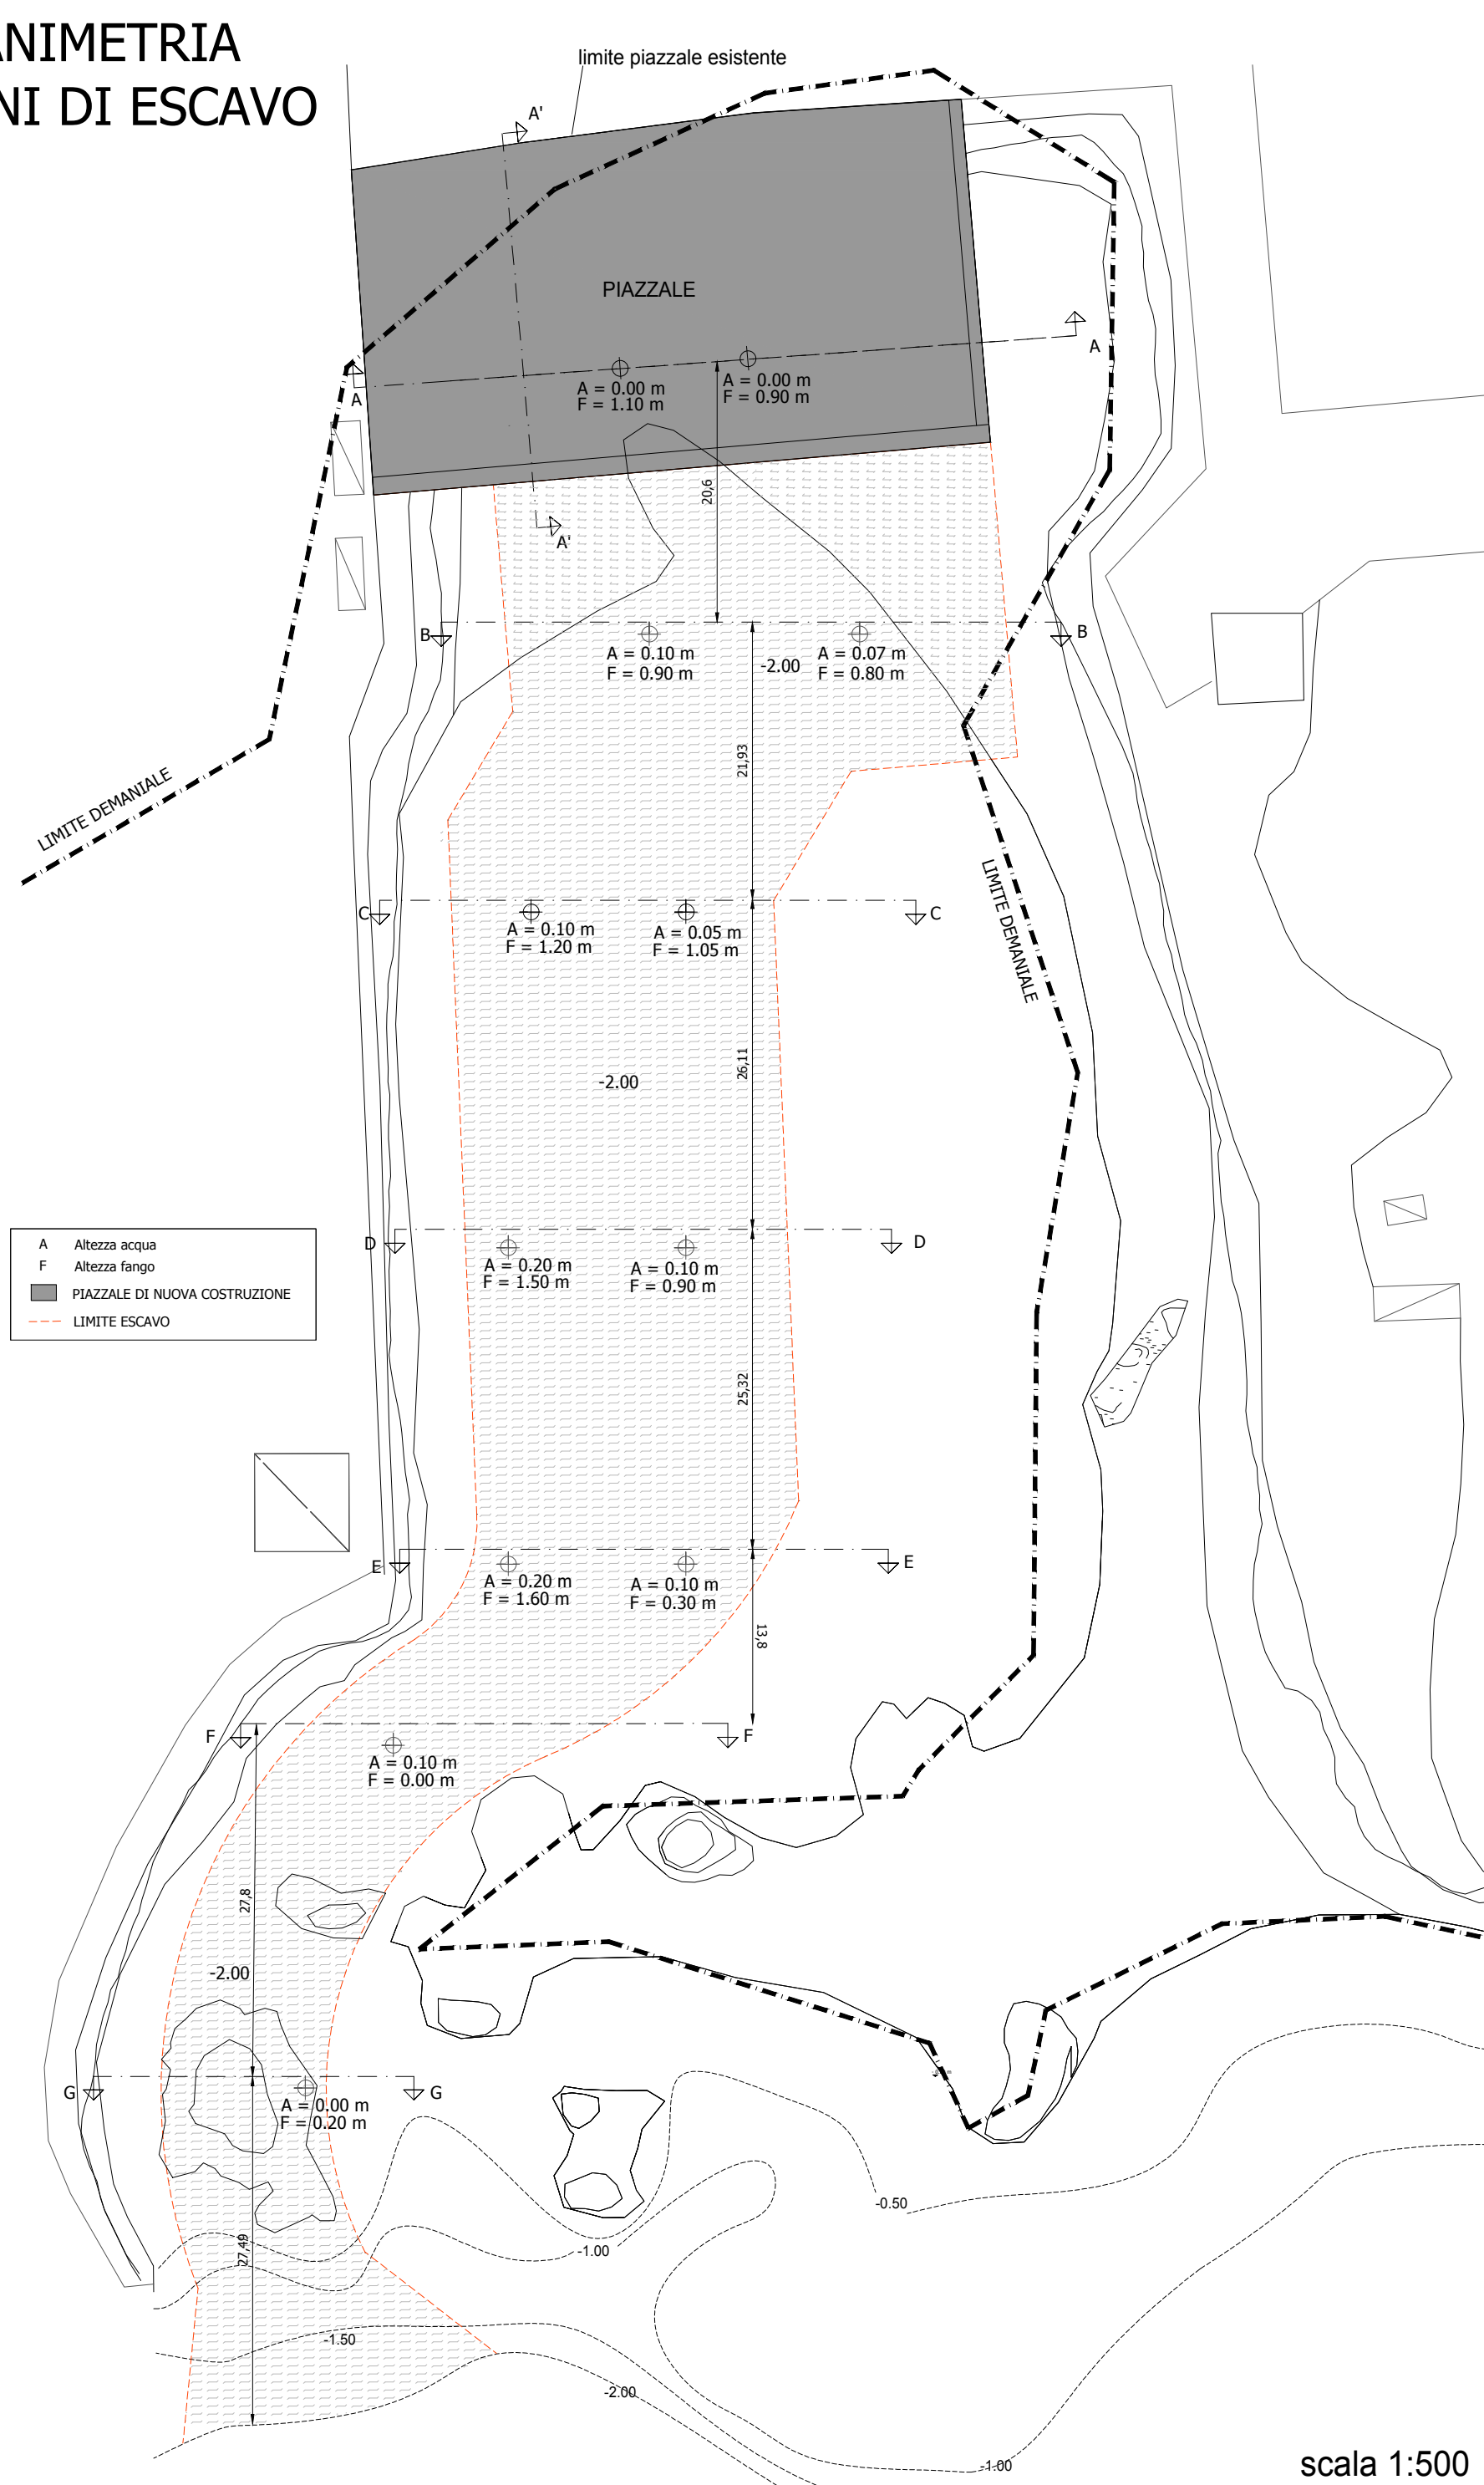 ANIMETRIA
NI DI ESCAVO
limite piazzale esistente
A'
PIAZZALE
A
A
A = 0.00 m
F = 1.10 m
A = 0.00 m
F = 0.90 m
20,6
A'
B
B
A = 0.10 m
F = 0.90 m
-2.00
A = 0.07 m
F = 0.80 m
LIMITE DEMANIALE
21,93
LIMITE DEMANIALE
C
C
A = 0.10 m
F = 1.20 m
A = 0.05 m
F = 1.05 m
26,11
-2.00
D
D
A = 0.20 m
F = 1.50 m
A = 0.10 m
F = 0.90 m
A Altezza acqua
F Altezza fango
PIAZZALE DI NUOVA COSTRUZIONE
LIMITE ESCAVO
25,32
E
E
A = 0.20 m
F = 1.60 m
A = 0.10 m
F = 0.30 m
13,8
F
F
A = 0.10 m
F = 0.00 m
27,8
-2.00
G
G
A = 0.00 m
F = 0.20 m
-0.50
27,49
-1.00
-1.50
-2.00
-1.00
scala 1:500